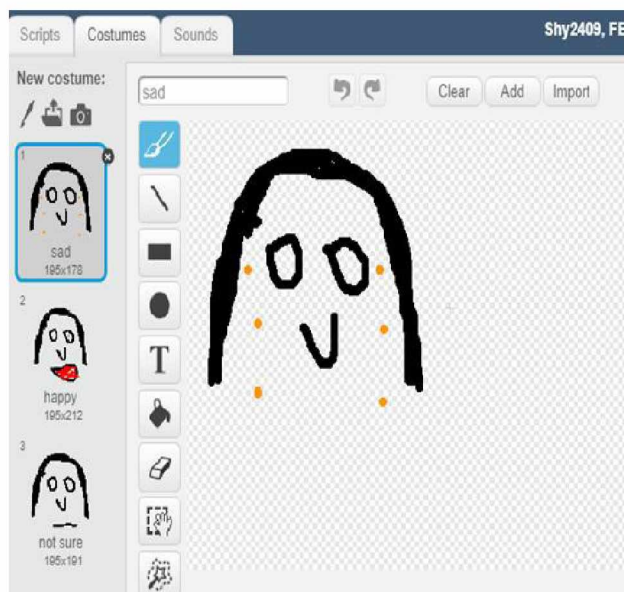 Scripts Costumes Sounds
Shy2409, FE
New costume:
sad
Clear Add Import
1
sad
195x178
2
happy
195x212
3
not sure
195x191
T